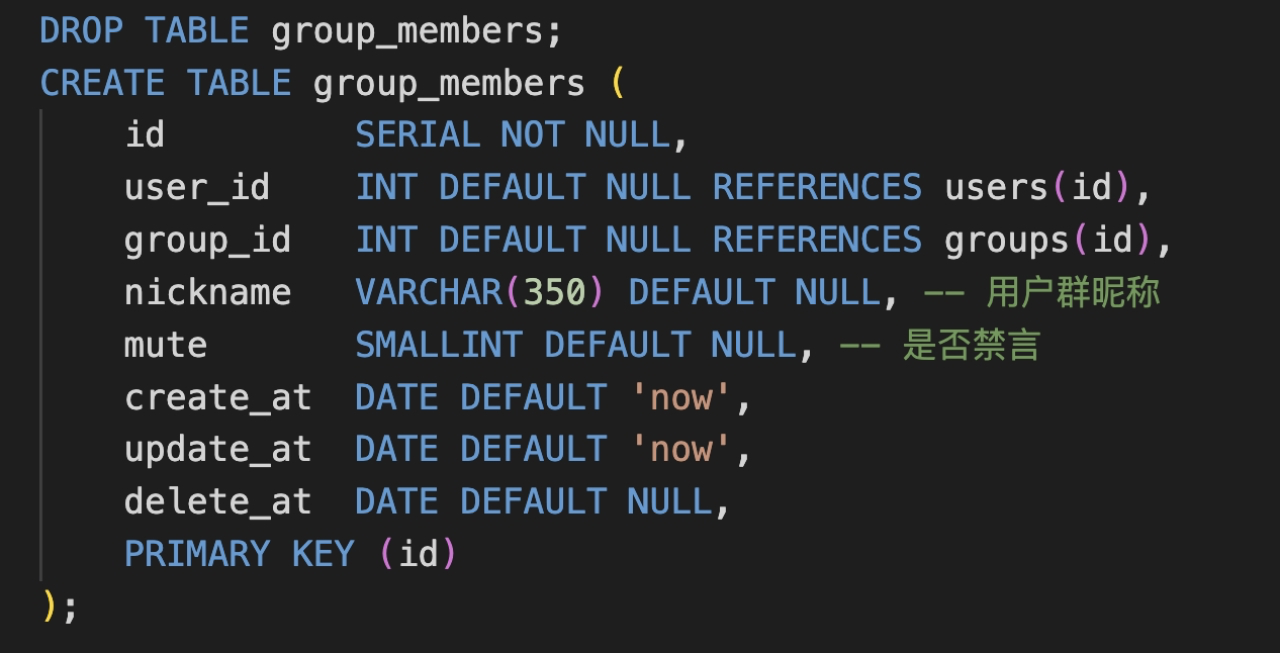 DROP TABLE group_members;
CREATE TABLE group_members (
    id         SERIAL NOT NULL,
    user_id    INT DEFAULT NULL REFERENCES users(id),
    group_id   INT DEFAULT NULL REFERENCES groups(id),
    nickname   VARCHAR(350) DEFAULT NULL, -- 用户群昵称
    mute       SMALLINT DEFAULT NULL, -- 是否禁言
    create_at  DATE DEFAULT 'now',
    update_at  DATE DEFAULT 'now',
    delete_at  DATE DEFAULT NULL,
    PRIMARY KEY (id)
);